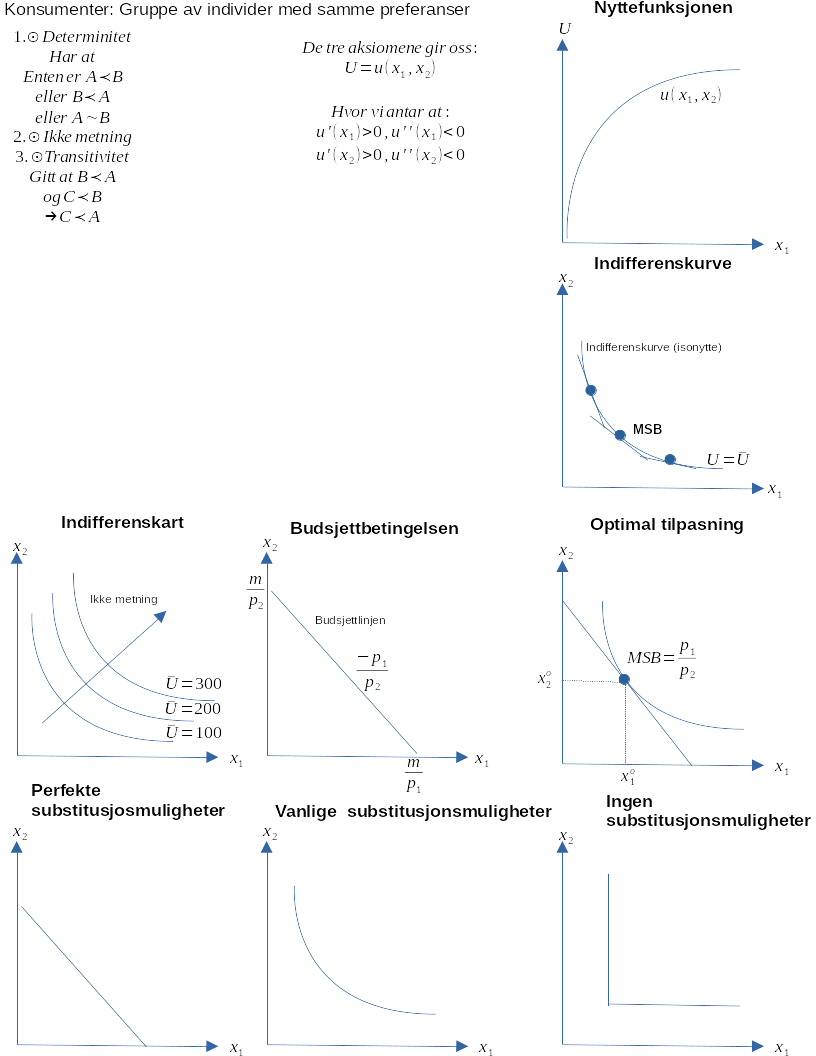 Konsumenter: Gruppe av individer med samme preferanser
1.⊙ Determinitet
Har at
Enten er A≺B
eller B≺A
eller A∼B
2.⊙ Ikke metning
3.⊙Transitivitet
Gitt at B≺A
og C≺B
→C≺A
De tre aksiomene gir oss:
U=u(x₁,x₂)
Hvor vi antar at:
u'(x₁)>0,u''(x₁)<0
u'(x₂)>0,u''(x₂)<0
Nyttefunksjonen
U
u(x₁,x₂)
x₁
Indifferenskurve
x₂
Indifferenskurve (isonytte)
MSB
U=Ū
x₁
Indifferenskart
x₂
Ikke metning
Ū=300
Ū=200
Ū=100
x₁
Budsjettbetingelsen
x₂
m
p₂
Budsjettlinjen
−p₁
p₂
x₁
m
p₁
Optimal tilpasning
x₂
MSB=p₁
p₂
x₂ᵒ
x₁
x₁ᵒ
Perfekte
substitusjosmuligheter
x₂
x₁
Vanlige substitusjonsmuligheter
x₂
x₁
Ingen
substitusjonsmuligheter
x₂
x₁